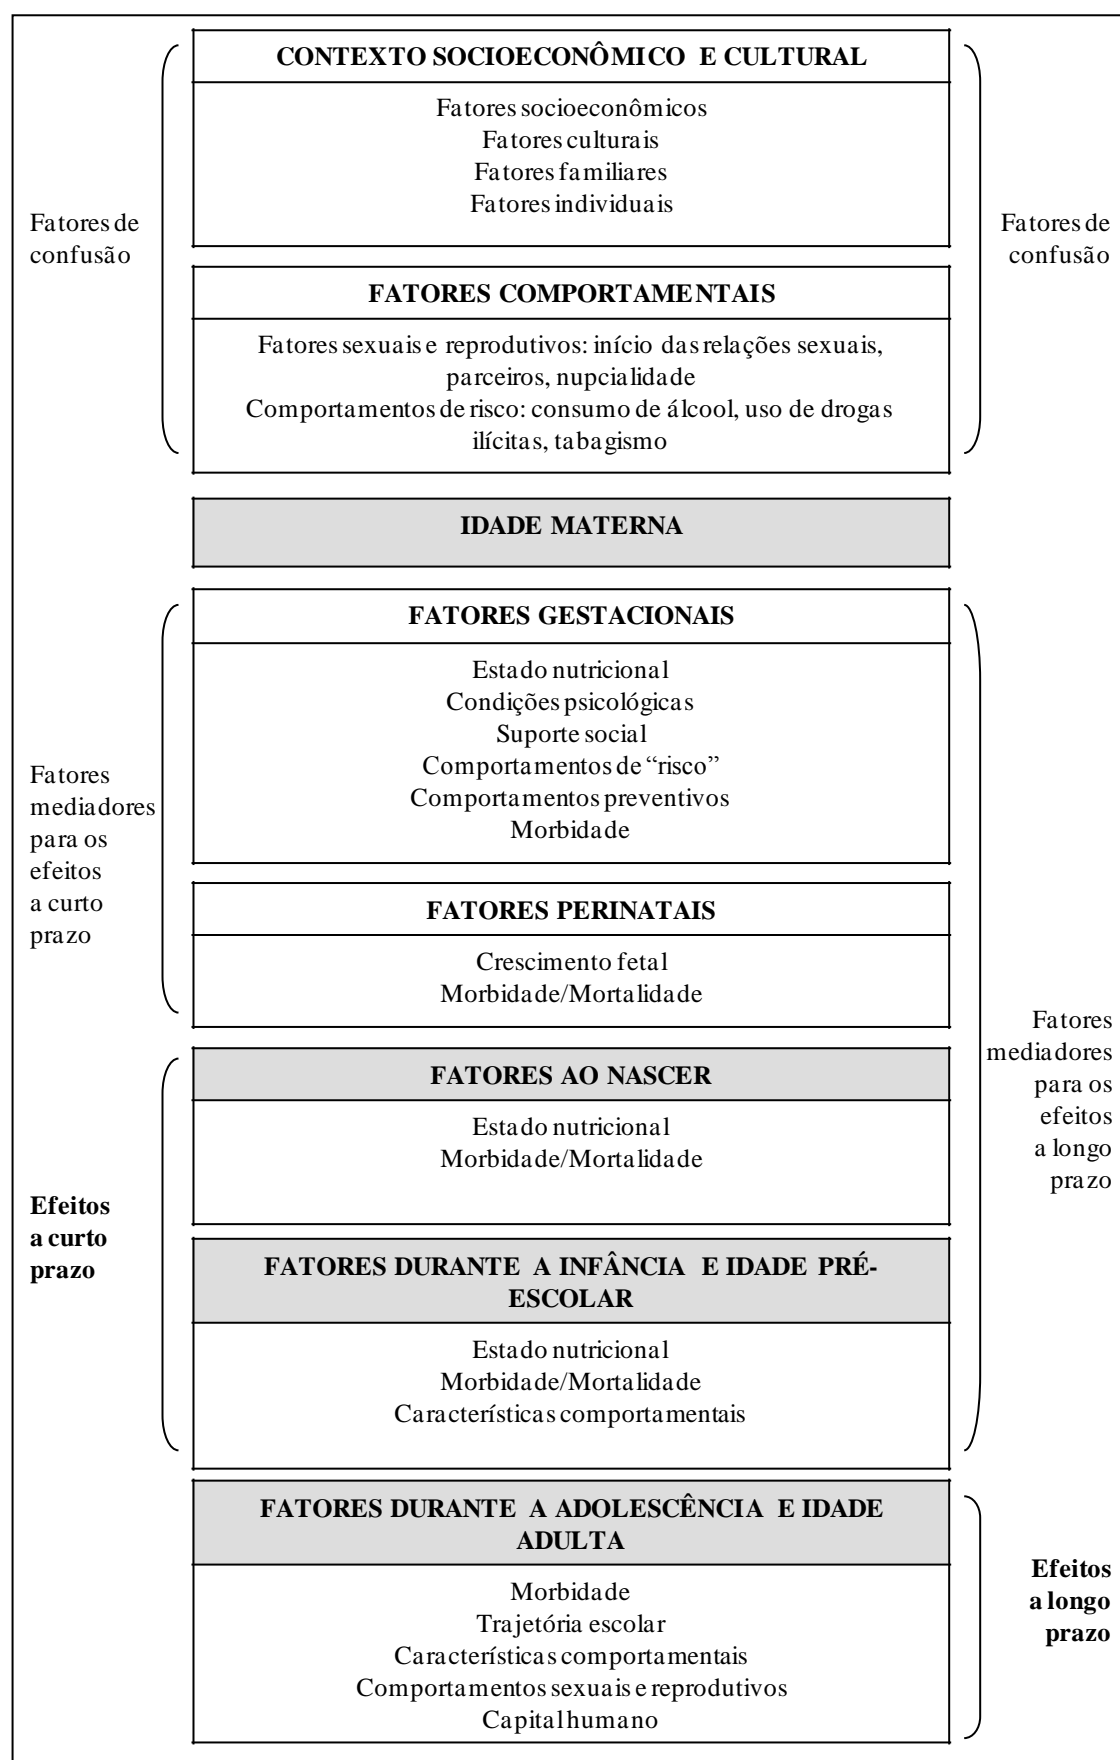 CONTEXTO SOCIOECONÔMICO E CULTURAL
Fatores socioeconômicos
Fatores culturais
Fatores familiares
Fatores individuais
Fatores de
confusão
Fatores de
confusão
FATORES COMPORTAMENTAIS
Fatores sexuais e reprodutivos: início das relações sexuais,
parceiros, nupcialidade
Comportamentos de risco: consumo de álcool, uso de drogas
ilícitas, tabagismo
IDADE MATERNA
FATORES GESTACIONAIS
Estado nutricional
Condições psicológicas
Suporte social
Comportamentos de “risco”
Comportamentos preventivos
Morbidade
Fatores
mediadores
para os
efeitos
a curto
prazo
FATORES PERINATAIS
Crescimento fetal
Morbidade/Mortalidade
Fatores
mediadores
para os
efeitos
a longo
prazo
FATORES AO NASCER
Estado nutricional
Morbidade/Mortalidade
Efeitos
a curto
prazo
FATORES DURANTE A INFÂNCIA E IDADE PRÉ-
ESCOLAR
Estado nutricional
Morbidade/Mortalidade
Características comportamentais
FATORES DURANTE A ADOLESCÊNCIA E IDADE
ADULTA
Morbidade
Trajetória escolar
Características comportamentais
Comportamentos sexuais e reprodutivos
Capital humano
Efeitos
a longo
prazo